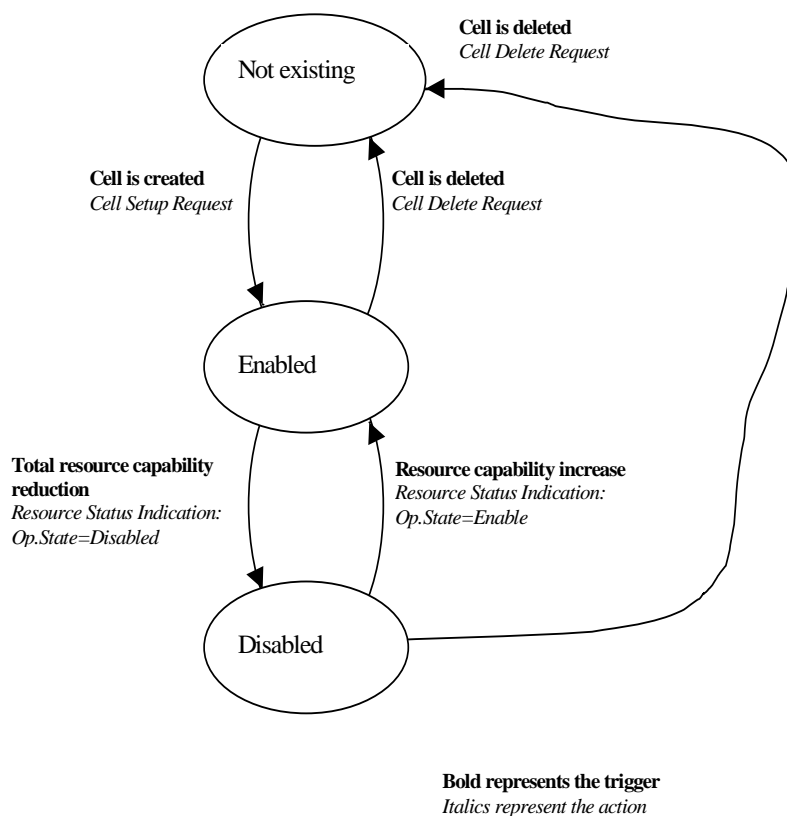 Cell is deleted
Cell Delete Request
Not existing
Cell is created
Cell Setup Request
Cell is deleted
Cell Delete Request
Enabled
Total resource capability
reduction
Resource Status Indication:
Op.State=Disabled
Resource capability increase
Resource Status Indication:
Op.State=Enable
Disabled
Bold represents the trigger
Italics represent the action